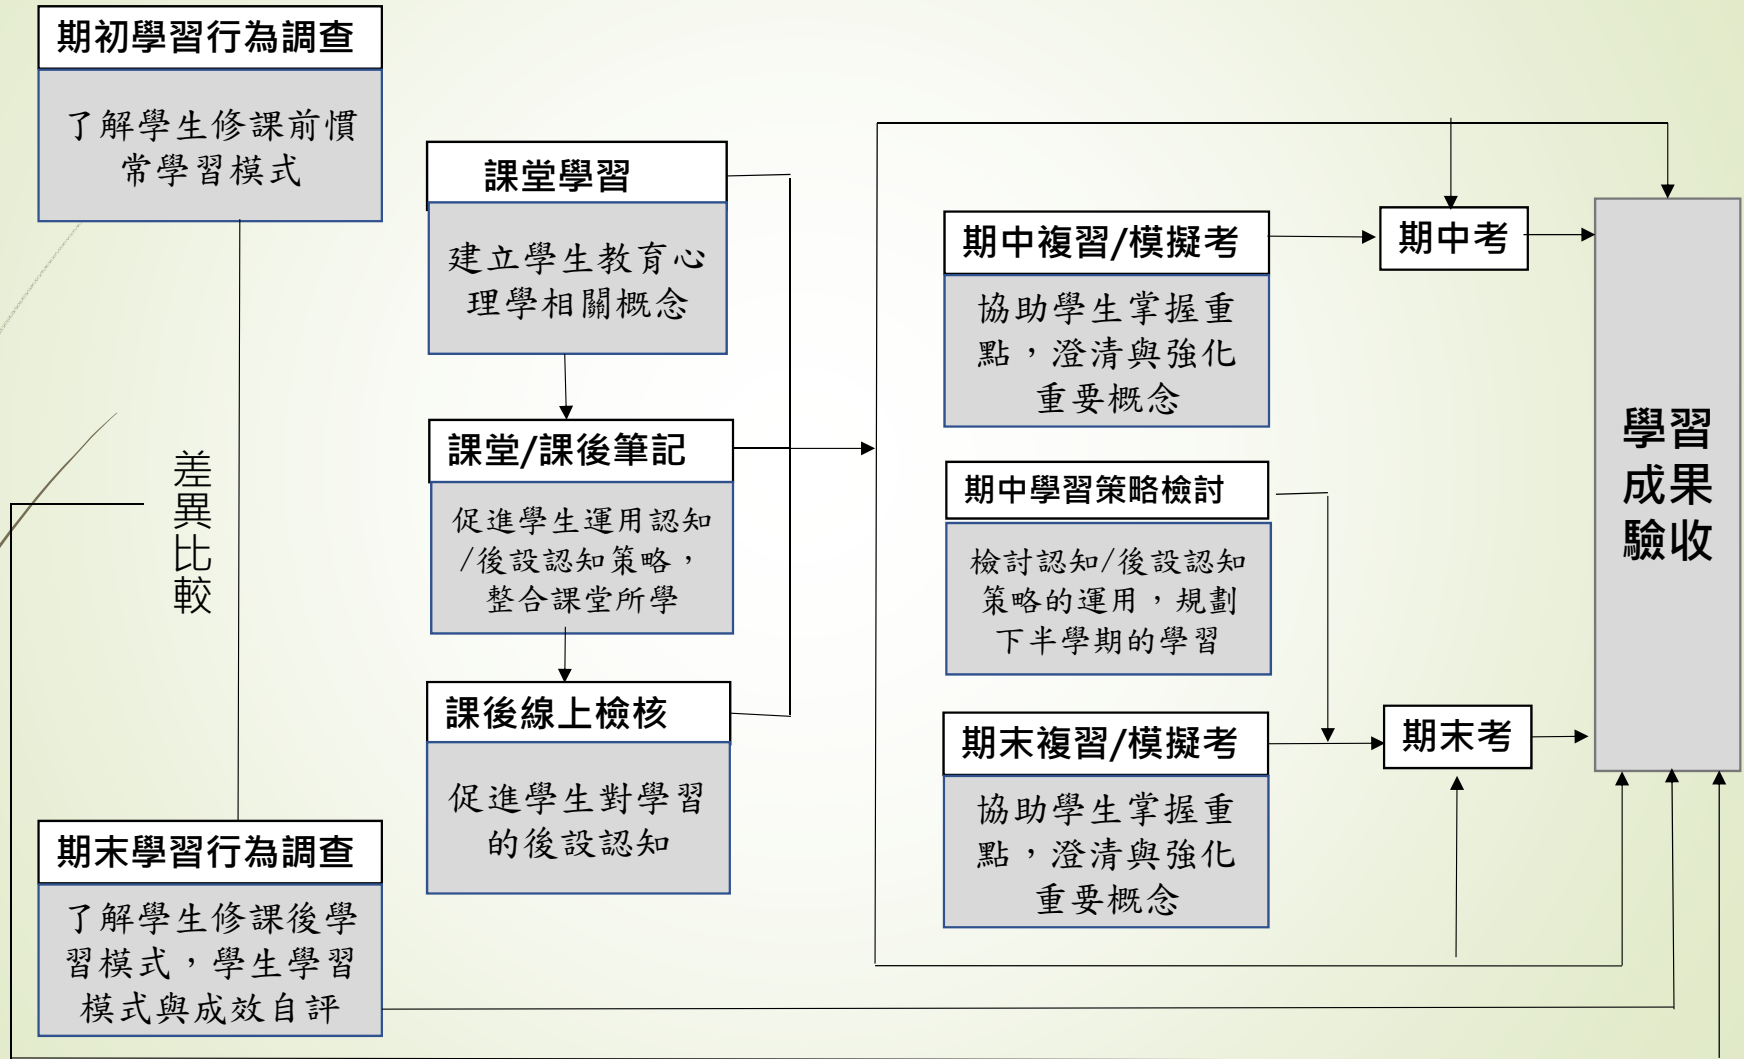 期初學習行為調查
了解學生修課前慣
常學習模式
差異比較
期末學習行為調查
了解學生修課後學
習模式，學生學習
模式與成效自評
課堂學習
建立學生教育心
理學相關概念
課堂/課後筆記
促進學生運用認知
/後設認知策略，
整合課堂所學
課後線上檢核
促進學生對學習
的後設認知
期中複習/模擬考
協助學生掌握重
點，澄清與強化
重要概念
期中學習策略檢討
檢討認知/後設認知
策略的運用，規劃
下半學期的學習
期末複習/模擬考
協助學生掌握重
點，澄清與強化
重要概念
期中考
期末考
學習
成果
驗收